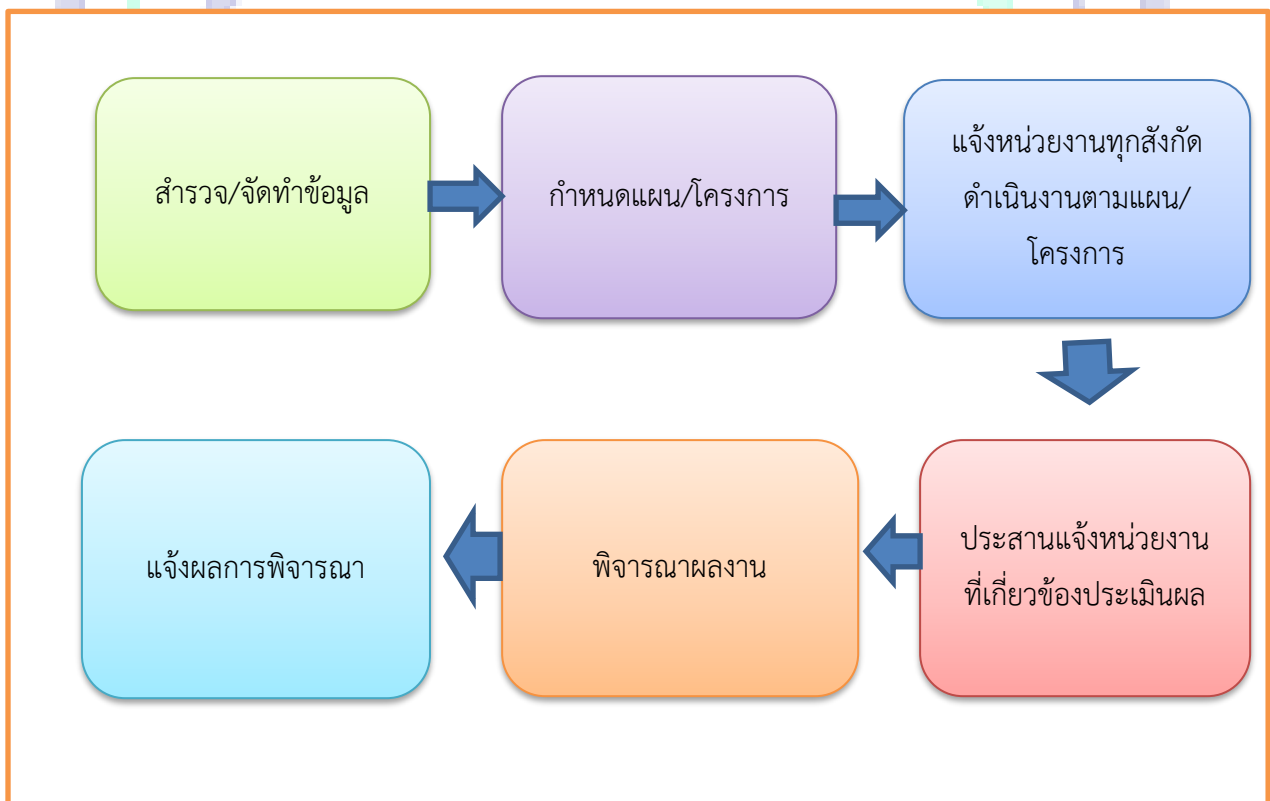 สำรวจ/จัดทำข้อมูล
กำหนดแผน/โครงการ
แจ้งหน่วยงานทุกสังกัด
ดำเนินงานตามแผน/
โครงการ
ประสานแจ้งหน่วยงาน
ที่เกี่ยวข้องประเมินผล
พิจารณาผลงาน
แจ้งผลการพิจารณา